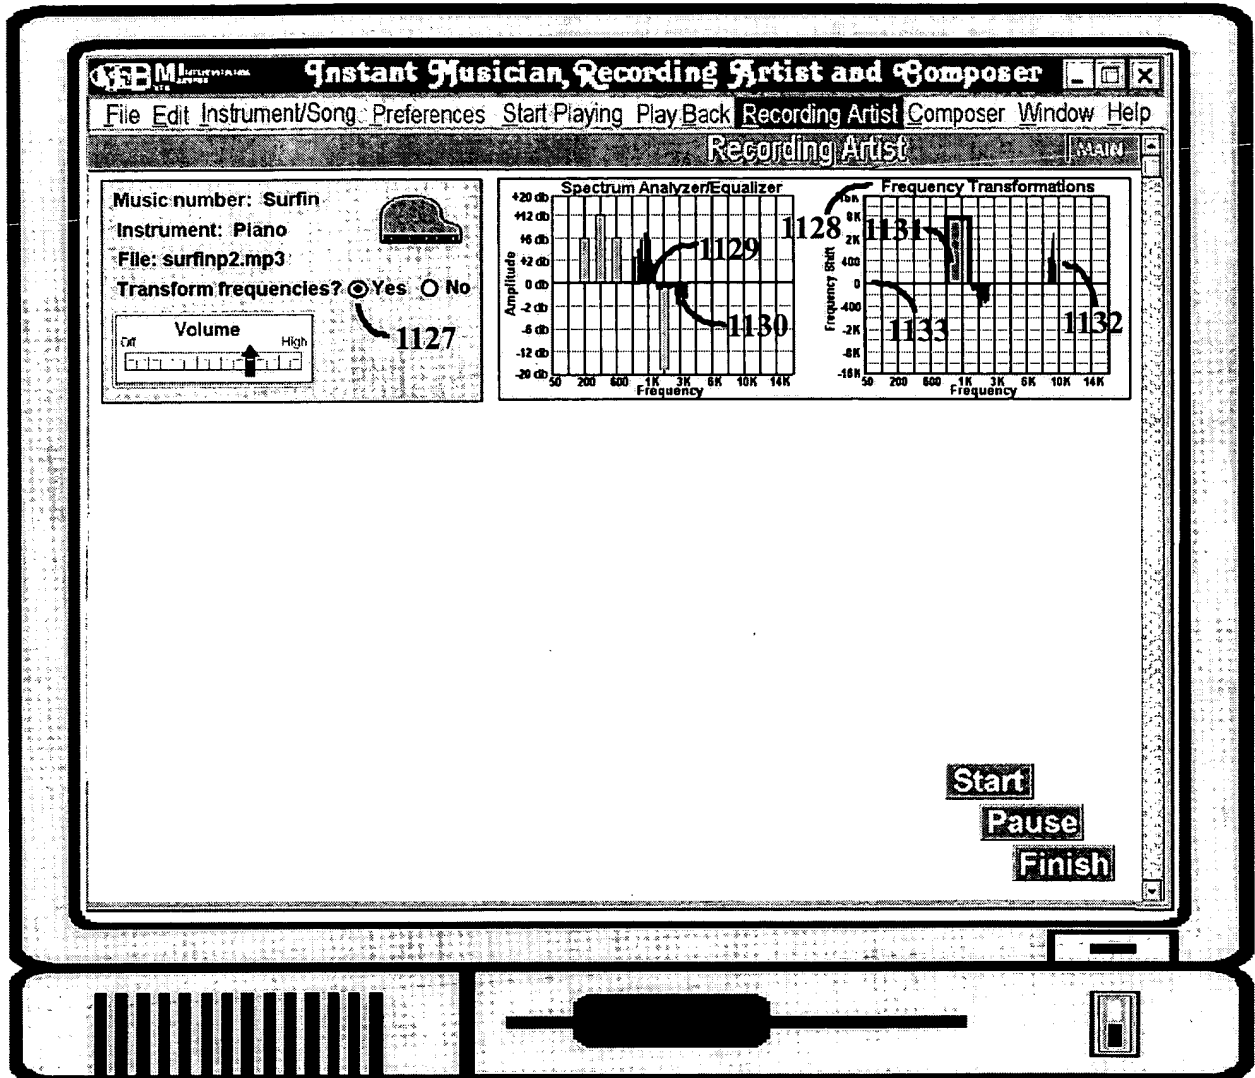 Instant Musician, Recording Artist and Composer
File Edit Instrument/Song Preferences Start Playing Play Back Recording Artist Composer Window Help
Recording Artist MAIN
Music number: Surfin
Instrument: Piano
File: surfinp2.mp3
Transform frequencies? Yes No
1127
Volume
Off High
Spectrum Analyzer/Equalizer
Amplitude
+20 db
+12 db
+6 db
+2 db
0 db
-2 db
-6 db
-12 db
-20 db
50 200 600 1K 3K 6K 10K 14K
Frequency
1129
1130
Frequency Transformations
1128
Frequency Shift
16K
6K
2K
400
0
-400
-2K
-6K
-16K
50 200 600 1K 3K 6K 10K 14K
Frequency
1131
1133
1132
Start
Pause
Finish